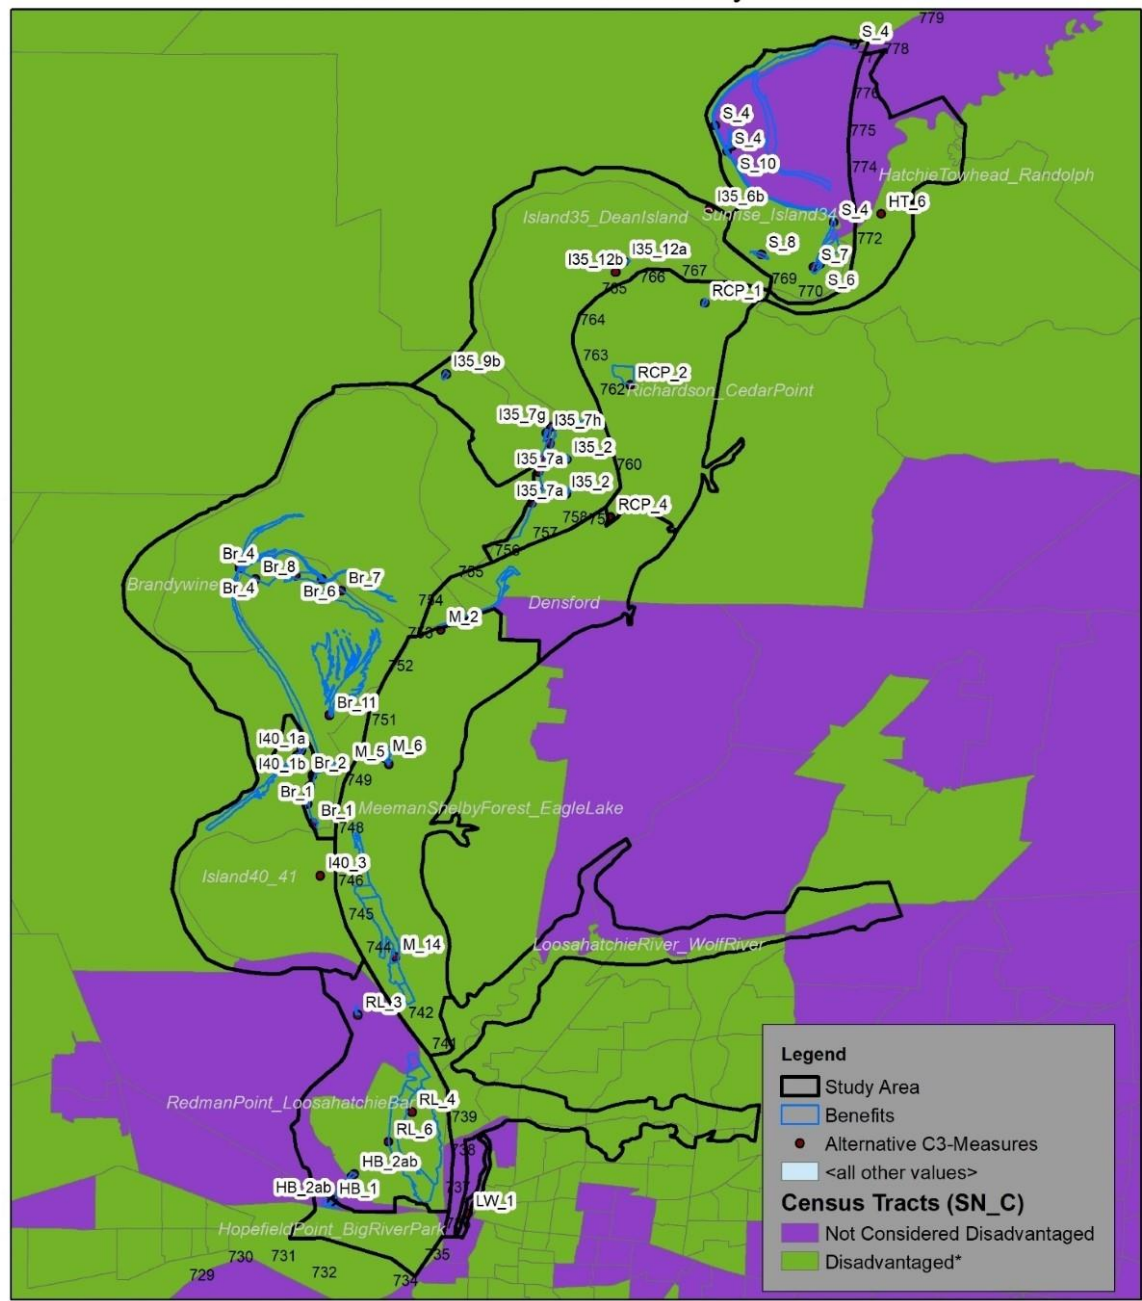 779
S_4
778
776
S_4
775
S_4
S_10
774
HatchieTowhead_Randolph
I35_6b
Island35_DeanIsland
Sunrise_Island34
S_4
HT_6
772
I35_12a
S_8
I35_12b
S_7
767
766
769
S_6
765
RCP_1
770
764
763
I35_9b
RCP_2
762
Richardson_CedarPoint
I35_7g
I35_7h
I35_7a
I35_2
760
I35_7a
I35_2
RCP_4
758
757
756
Br_4
Br_8
755
Brandywine
Br_4
Br_6
Br_7
754
Densford
M_2
753
752
Br_11
751
I40_1a
M_5
M_6
I40_1b
Br_2
749
Br_1
MeemanShelbyForest_EagleLake
Br_1
748
I40_3
Island40_41
746
745
744
M_14
LoosahatchieRiver_WolfRiver
RL_3
742
741
RedmanPoint_LoosahatchieBar
RL_4
739
RL_6
738
HB_2ab
HB_2ab
HB_1
737
LW_1
HopefieldPoint_BigRiverPark
730
731
735
729
732
734
Legend
Study Area
Benefits
Alternative C3-Measures
<all other values>
Census Tracts (SN_C)
Not Considered Disadvantaged
Disadvantaged*